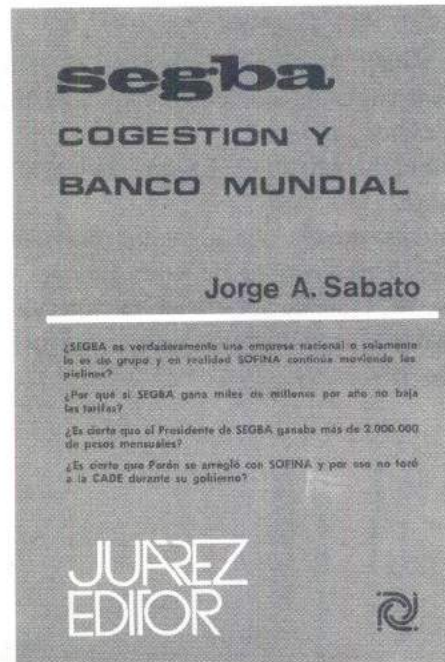 segba
COGESTION Y
BANCO MUNDIAL
Jorge A. Sabato
¿SEGBA es verdaderamente una empresa nacional o solamente
lo es de grupo y en realidad SOFINA continúa moviendo los
piolines?
¿Por qué si SEGBA gana miles de millones por año no baja
las tarifas?
¿Es cierto que el Presidente de SEGBA ganaba más de 2.000.000
de pesos mensuales?
¿Es cierto que Perón se arregló con SOFINA y por eso no tocó
a la CADE durante su gobierno?
JUAREZ
EDITOR